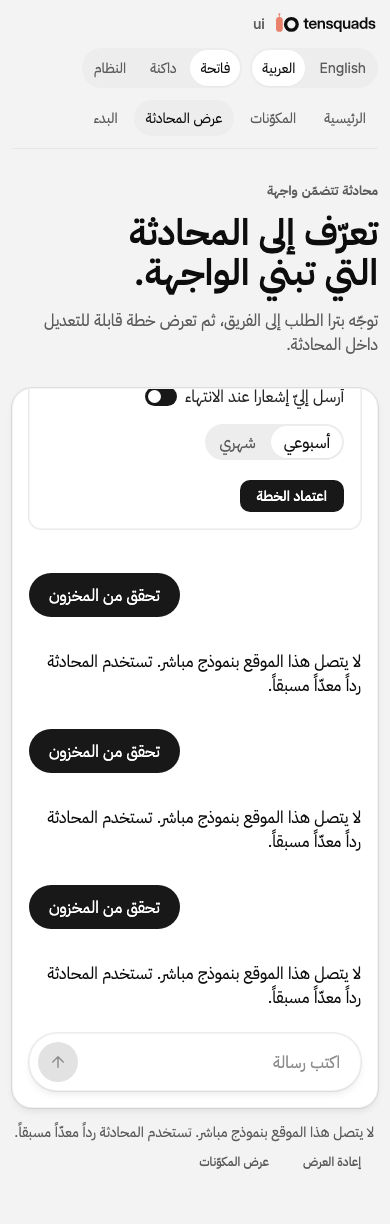 tensquads ui
English العربية فاتحة داكنة النظام
الرئيسية المكوّنات عرض المحادثة البدء
محادثة تتضمّن واجهة
تعرّف إلى المحادثة
التي تبني الواجهة.
توجّه بترا الطلب إلى الفريق، ثم تعرض خطة قابلة للتعديل
داخل المحادثة.
أرسل إليّ إشعارا عند الانتهاء
أسبوعي شهري
اعتماد الخطة
تحقق من المخزون
لا يتصل هذا الموقع بنموذج مباشر. تستخدم المحادثة
رداً معدّاً مسبقاً.
تحقق من المخزون
لا يتصل هذا الموقع بنموذج مباشر. تستخدم المحادثة
رداً معدّاً مسبقاً.
تحقق من المخزون
لا يتصل هذا الموقع بنموذج مباشر. تستخدم المحادثة
رداً معدّاً مسبقاً.
اكتب رسالة
لا يتصل هذا الموقع بنموذج مباشر. تستخدم المحادثة رداً معدّاً مسبقاً.
إعادة العرض عرض المكوّنات